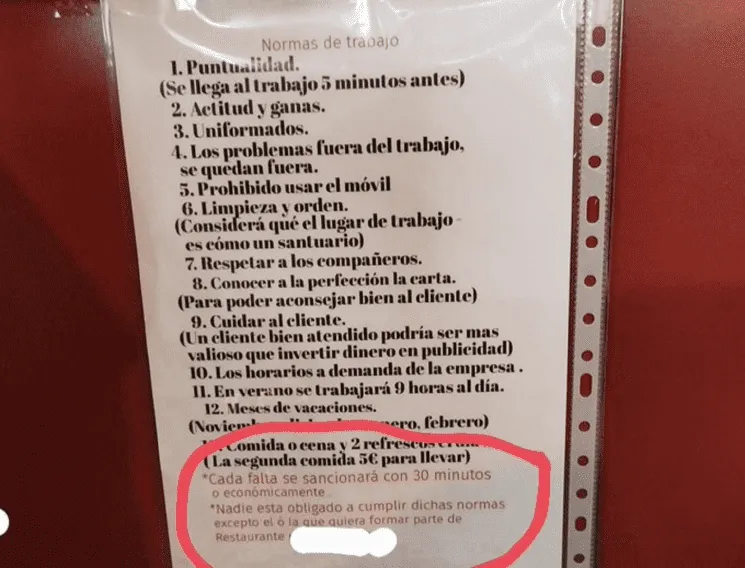 Normas de trabajo
1. Puntualidad.
(Se llega al trabajo 5 minutos antes)
2. Actitud y ganas.
3. Uniformados.
4. Los problemas fuera del trabajo,
se quedan fuera.
5. Prohibido usar el móvil
6. Limpieza y orden.
(Considerá qué el lugar de trabajo
es cómo un santuario)
7. Respetar a los compañeros.
8. Conocer a la perfección la carta.
(Para poder aconsejar bien al cliente)
9. Cuidar al cliente.
(Un cliente bien atendido podría ser mas
valioso que invertir dinero en publicidad)
10. Los horarios a demanda de la empresa .
11. En verano se trabajará 9 horas al día.
12. Meses de vacaciones.
febrero)
Comida o cena y 2 refrescos
(La segunda comida 5€ para llevar)
*Cada falta se sancionará con 30 minutos
o económicamente
*Nadie esta obligado a cumplir dichas normas
excepto el ó la que quiera formar parte de
Restaurante